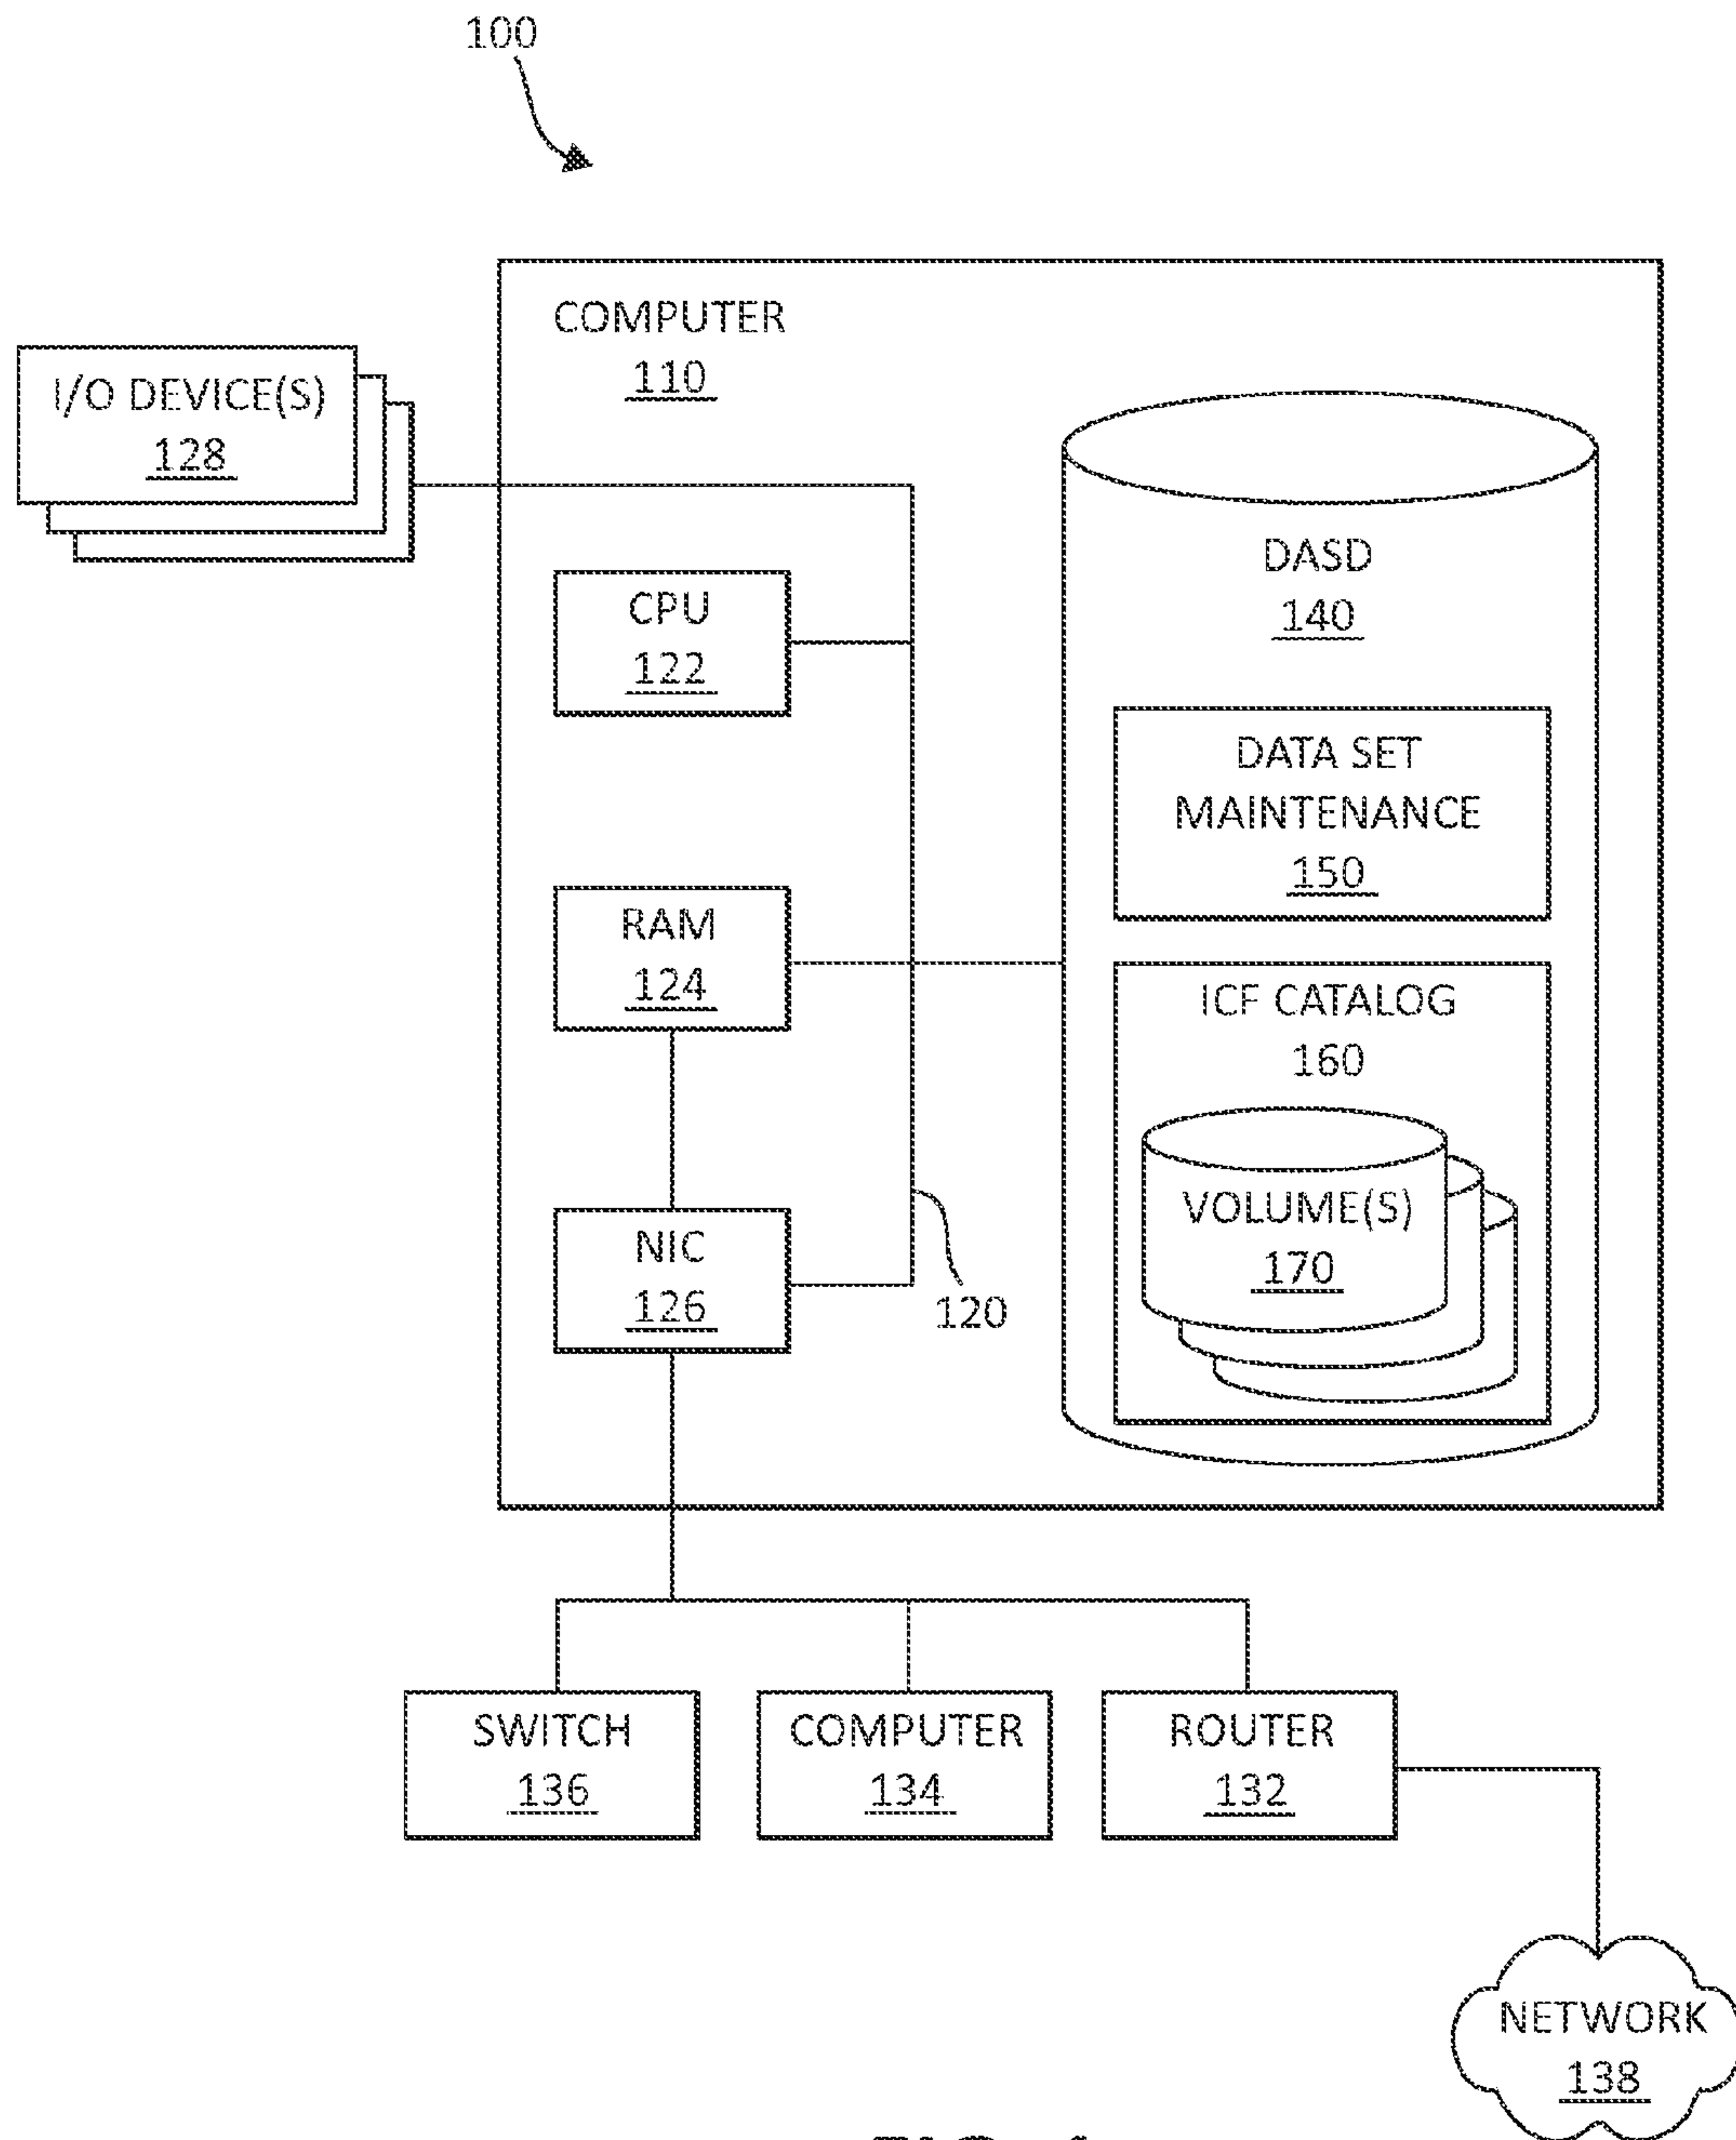 100
COMPUTER
110
I/O DEVICE(S)
128
CPU
122
DASD
140
DATA SET
MAINTENANCE
150
RAM
124
ICF CATALOG
160
VOLUME(S)
170
NIC
126
120
SWITCH
136
COMPUTER
134
ROUTER
132
NETWORK
138